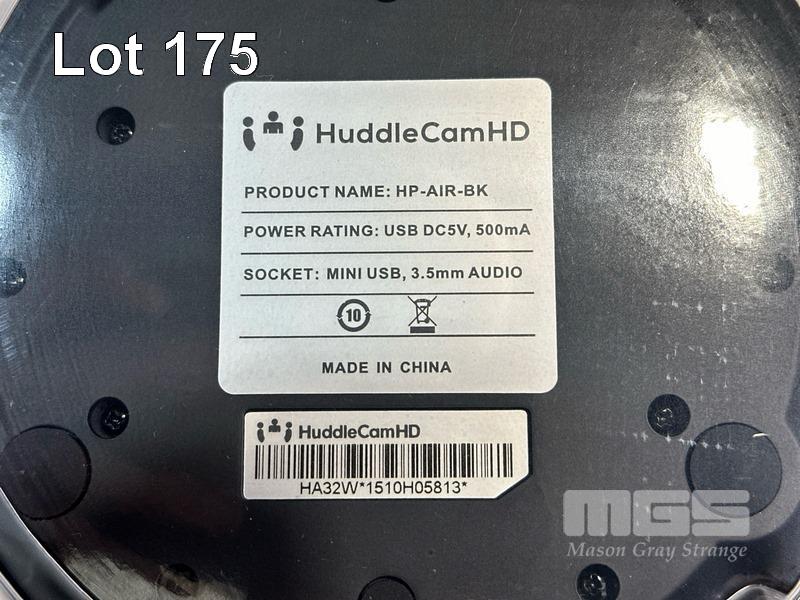 Lot 175
HuddleCamHD
PRODUCT NAME: HP-AIR-BK
POWER RATING: USB DC5V, 500mA
SOCKET: MINI USB, 3.5mm AUDIO
10
MADE IN CHINA
HuddleCamHD
HA32W*1510H05813*
MGS
Mason Gray Strange